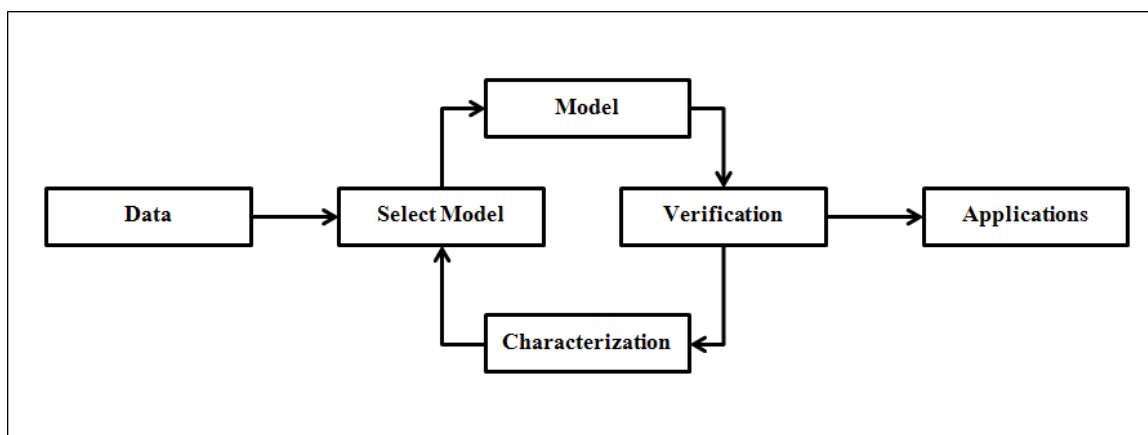 Model
Data
Select Model
Verification
Applications
Characterization